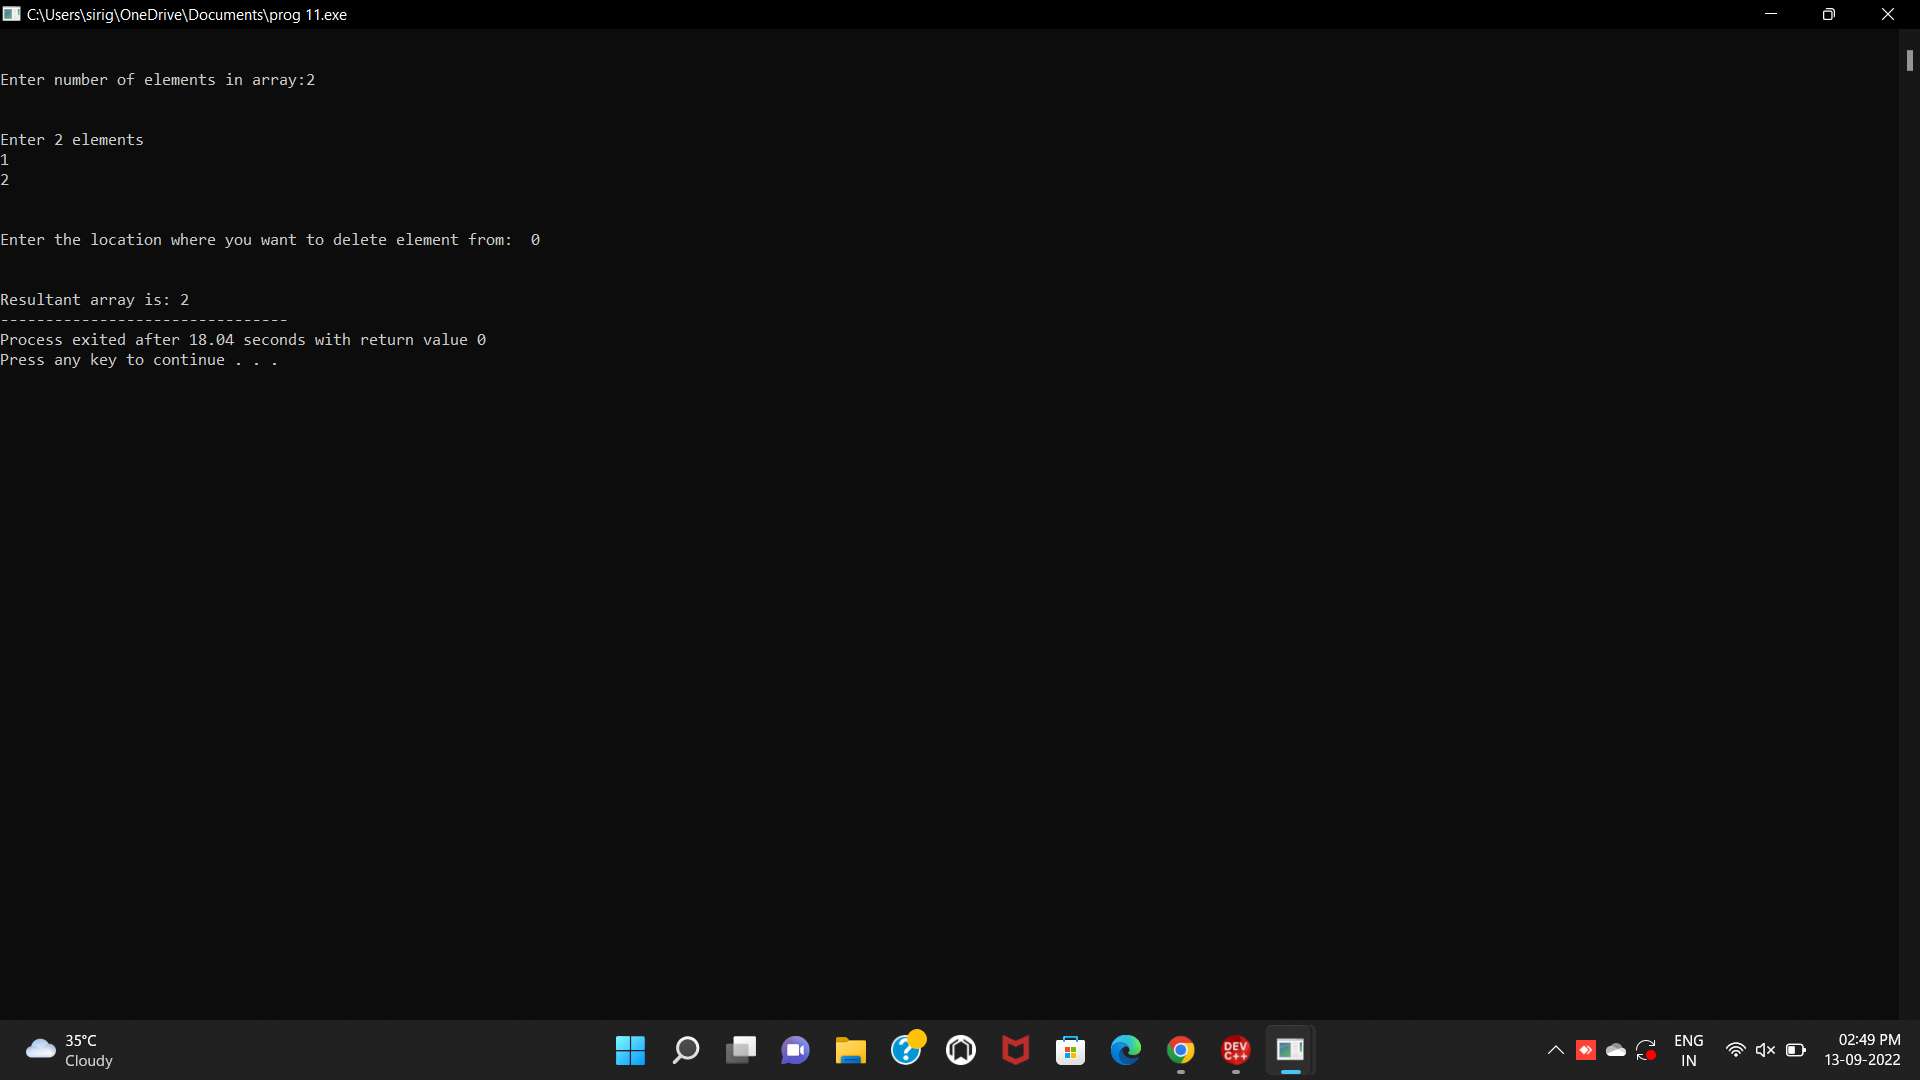 C:\Users\sirig\OneDrive\Documents\prog 11.exe
Enter number of elements in array:2
Enter 2 elements
1
2
Enter the location where you want to delete element from:  0
Resultant array is: 2
--------------------------------
Process exited after 18.04 seconds with return value 0
Press any key to continue . . .
35°C
Cloudy
DEV
C++
ENG
IN
02:49 PM
13-09-2022